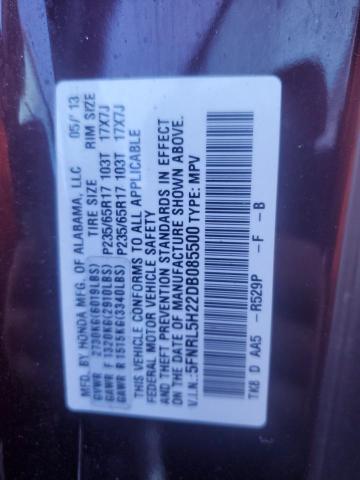 MFD. BY HONDA MFG. OF ALABAMA, LLC 05/ 13
TIRE SIZE RIM SIZE
GVWR 2730KG(6019LBS)
GAWR F 1320KG(2910LBS) P235/65R17 103T 17X7J
GAWR R 1515KG(3340LBS) P235/65R17 103T 17X7J
THIS VEHICLE CONFORMS TO ALL APPLICABLE
FEDERAL MOTOR VEHICLE SAFETY
AND THEFT PREVENTION STANDARDS IN EFFECT
ON THE DATE OF MANUFACTURE SHOWN ABOVE.
V.I.N.:5FNRL5H22DB085500 TYPE: MPV
TK8 D AA5 -R529P -F -B